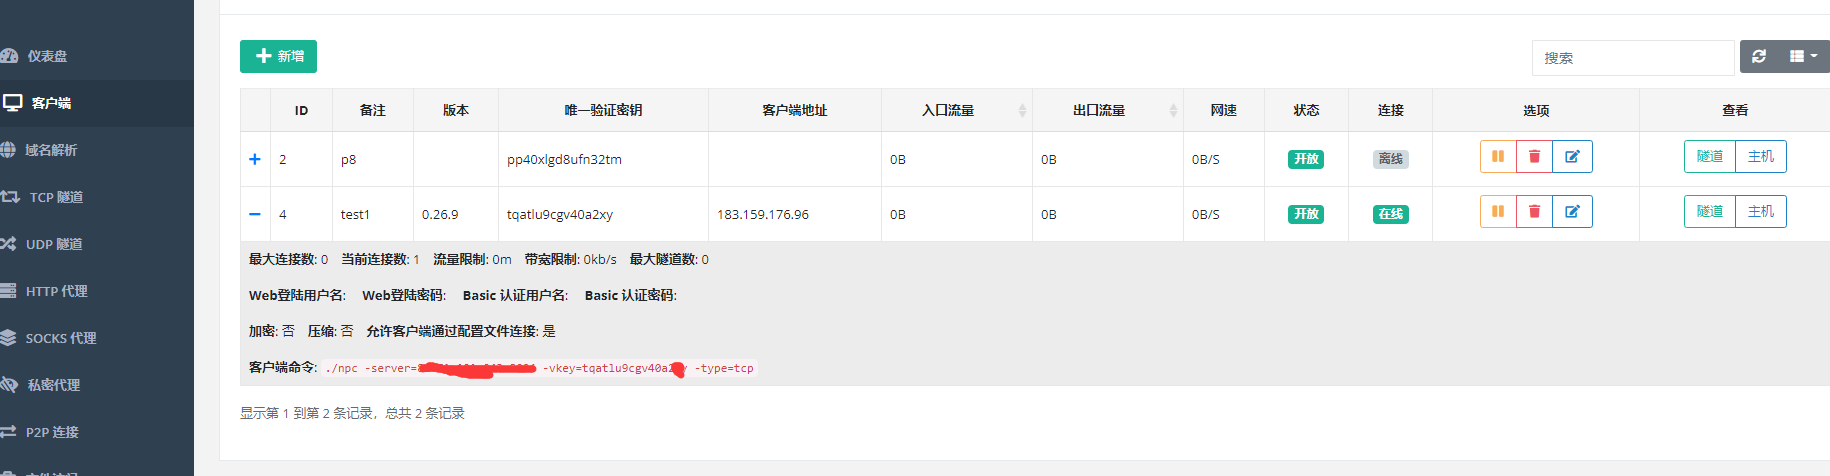 新增
搜索
仪表盘
客户端
域名解析
TCP 隧道
UDP 隧道
HTTP 代理
SOCKS 代理
私密代理
P2P 连接
ID 备注 版本 唯一验证密钥 客户端地址 入口流量 出口流量 网速 状态 连接 选项 查看
2 p8 pp40xlgd8ufn32tm 0B 0B 0B/S 开放 离线 隧道 主机
4 test1 0.26.9 tqatlu9cgv40a2xy 183.159.176.96 0B 0B 0B/S 开放 在线 隧道 主机
最大连接数: 0 当前连接数: 1 流量限制: 0m 带宽限制: 0kb/s 最大隧道数: 0
Web登陆用户名: Web登陆密码: Basic 认证用户名: Basic 认证密码:
加密: 否 压缩: 否 允许客户端通过配置文件连接: 是
客户端命令: ./npc -server= -vkey=tqatlu9cgv40a2 y -type=tcp
显示第 1 到第 2 条记录，总共 2 条记录